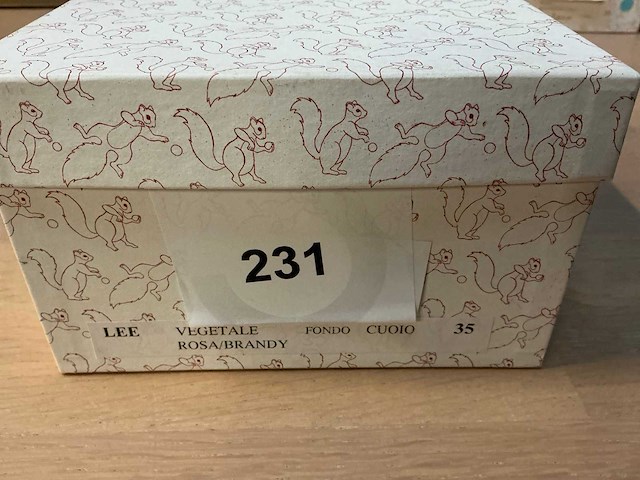 231
LEE VEGETALE FONDO CUOIO 35
ROSA/BRANDY